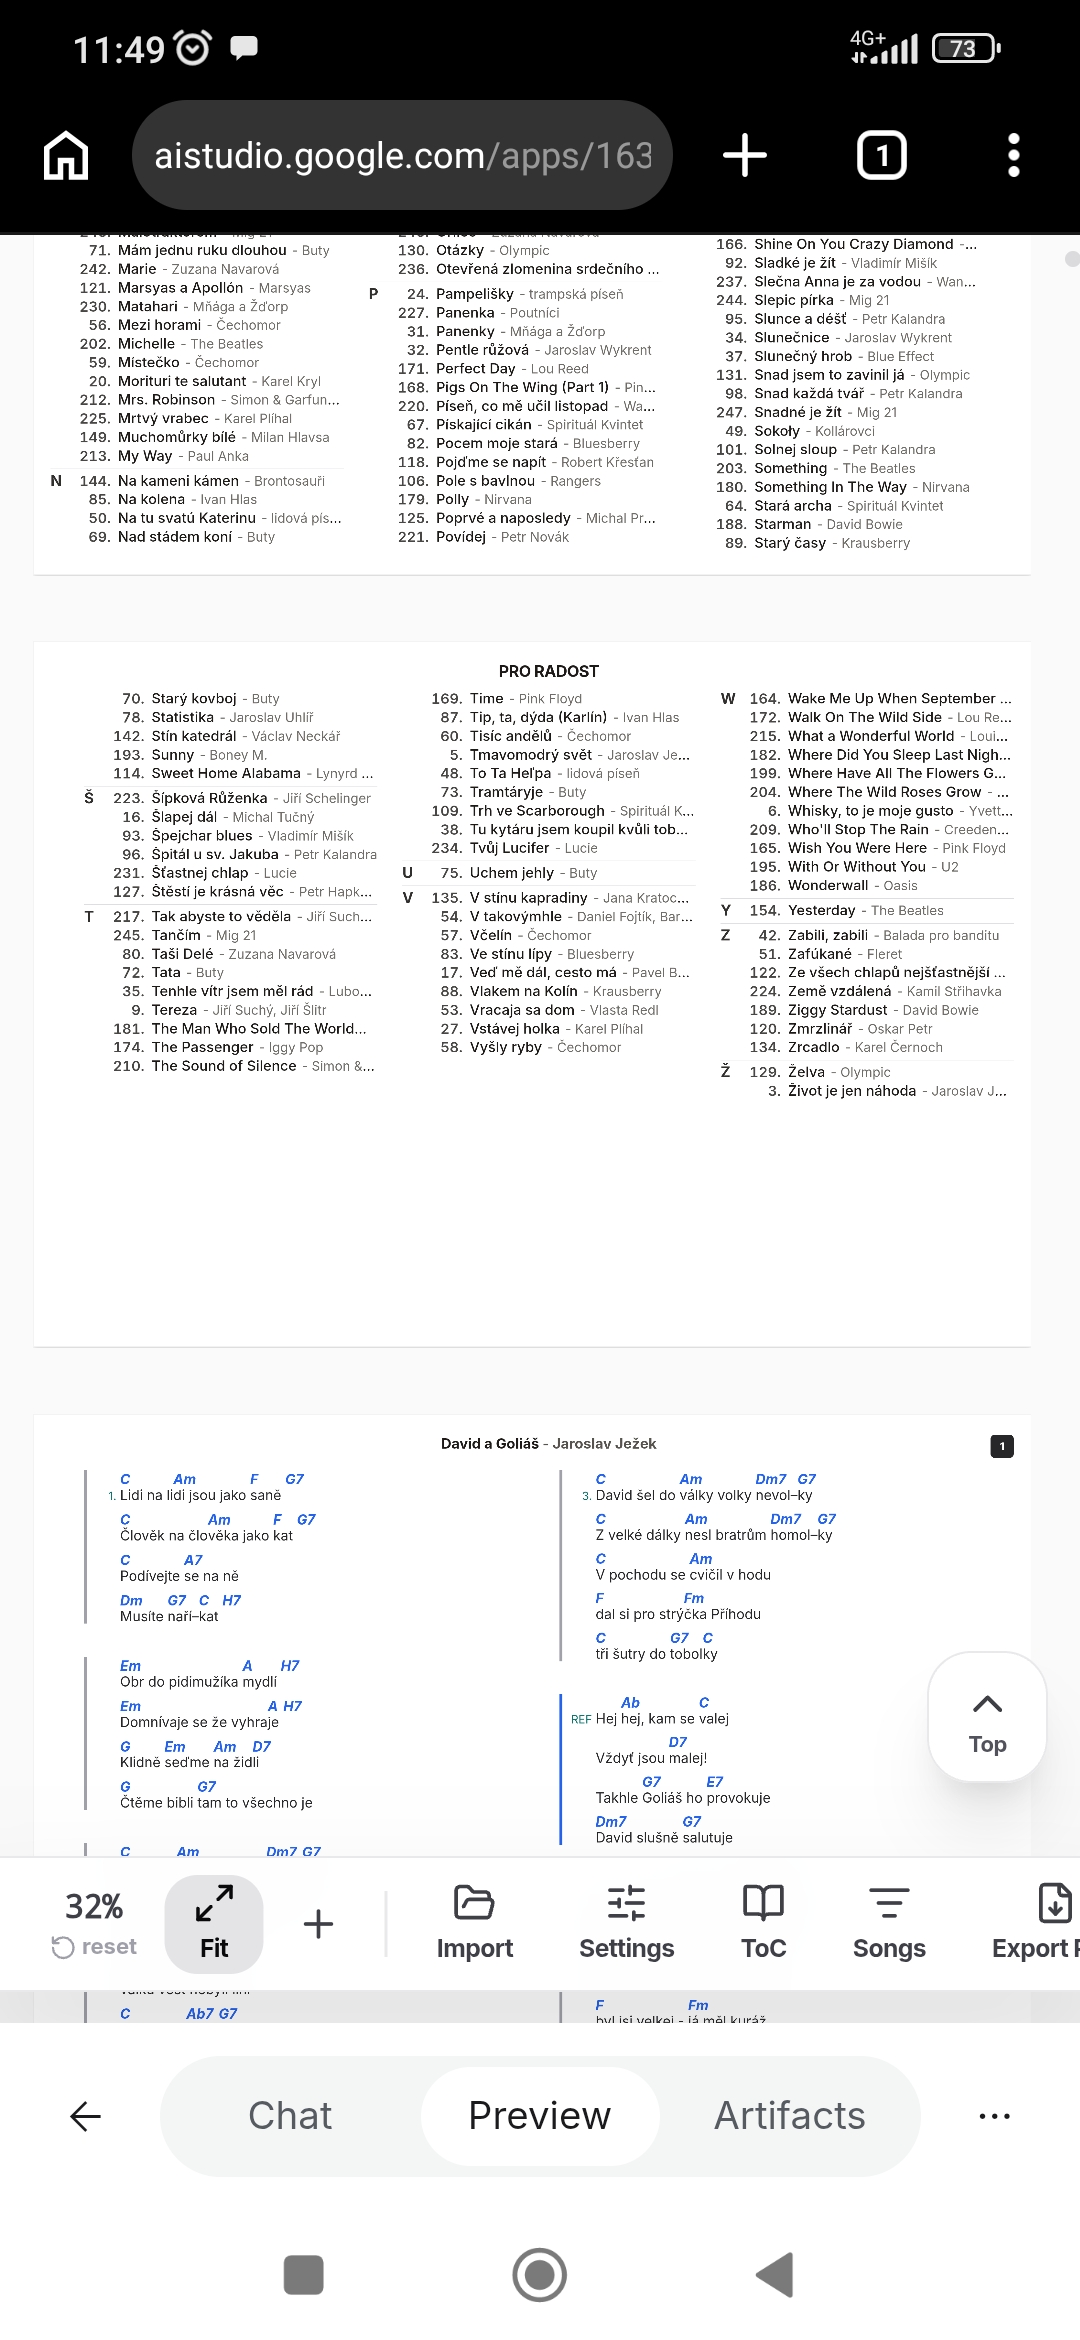 11:49
4G+
73
aistudio.google.com/apps/163
1
71. Mám jednu ruku dlouhou - Buty
242. Marie - Zuzana Navarová
121. Marsyas a Apollón - Marsyas
230. Matahari - Mňága a Žďorp
56. Mezi horami - Čechomor
202. Michelle - The Beatles
59. Místečko - Čechomor
20. Morituri te salutant - Karel Kryl
212. Mrs. Robinson - Simon & Garfun...
225. Mrtvý vrabec - Karel Plíhal
149. Muchomůrky bílé - Milan Hlavsa
213. My Way - Paul Anka
N 144. Na kameni kámen - Brontosauři
85. Na kolena - Ivan Hlas
50. Na tu svatú Katerinu - lidová pís...
69. Nad stádem koní - Buty
130. Otázky - Olympic
236. Otevřená zlomenina srdečního ...
P 24. Pampelišky - trampská píseň
227. Panenka - Poutníci
31. Panenky - Mňága a Žďorp
32. Pentle růžová - Jaroslav Wykrent
171. Perfect Day - Lou Reed
168. Pigs On The Wing (Part 1) - Pin...
220. Píseň, co mě učil listopad - Wa...
67. Pískající cikán - Spirituál Kvintet
82. Pocem moje stará - Bluesberry
118. Pojďme se napít - Robert Křesťan
106. Pole s bavlnou - Rangers
179. Polly - Nirvana
125. Poprvé a naposledy - Michal Pr...
221. Povídej - Petr Novák
166. Shine On You Crazy Diamond -...
92. Sladké je žít - Vladimír Mišík
237. Slečna Anna je za vodou - Wan...
244. Slepic pírka - Mig 21
95. Slunce a déšť - Petr Kalandra
34. Slunečnice - Jaroslav Wykrent
37. Slunečný hrob - Blue Effect
131. Snad jsem to zavinil já - Olympic
98. Snad každá tvář - Petr Kalandra
247. Snadné je žít - Mig 21
49. Sokoły - Kollárovci
101. Solnej sloup - Petr Kalandra
203. Something - The Beatles
180. Something In The Way - Nirvana
64. Stará archa - Spirituál Kvintet
188. Starman - David Bowie
89. Starý časy - Krausberry
PRO RADOST
70. Starý kovboj - Buty
78. Statistika - Jaroslav Uhlíř
142. Stín katedrál - Václav Neckář
193. Sunny - Boney M.
114. Sweet Home Alabama - Lynyrd ...
Š 223. Šípková Růženka - Jiří Schelinger
16. Šlapej dál - Michal Tučný
93. Špejchar blues - Vladimír Mišík
96. Špitál u sv. Jakuba - Petr Kalandra
231. Šťastnej chlap - Lucie
127. Štěstí je krásná věc - Petr Hapk...
T 217. Tak abyste to věděla - Jiří Such...
245. Tančím - Mig 21
80. Taši Delé - Zuzana Navarová
72. Tata - Buty
35. Tenhle vítr jsem měl rád - Lubo...
9. Tereza - Jiří Suchý, Jiří Šlitr
181. The Man Who Sold The World...
174. The Passenger - Iggy Pop
210. The Sound of Silence - Simon &...
169. Time - Pink Floyd
87. Tip, ta, dýda (Karlín) - Ivan Hlas
60. Tisíc andělů - Čechomor
5. Tmavomodrý svět - Jaroslav Je...
48. To Ta Heľpa - lidová píseň
73. Tramtáryje - Buty
109. Trh ve Scarborough - Spirituál K...
38. Tu kytáru jsem koupil kvůli tob...
234. Tvůj Lucifer - Lucie
U 75. Uchem jehly - Buty
V 135. V stínu kapradiny - Jana Kratoc...
54. V takovýmhle - Daniel Fojtík, Bar...
57. Včelín - Čechomor
83. Ve stínu lípy - Bluesberry
17. Veď mě dál, cesto má - Pavel B...
88. Vlakem na Kolín - Krausberry
53. Vracaja sa dom - Vlasta Redl
27. Vstávej holka - Karel Plíhal
58. Vyšly ryby - Čechomor
W 164. Wake Me Up When September ...
172. Walk On The Wild Side - Lou Re...
215. What a Wonderful World - Loui...
182. Where Did You Sleep Last Nigh...
199. Where Have All The Flowers G...
204. Where The Wild Roses Grow - ...
6. Whisky, to je moje gusto - Yvett...
209. Who'll Stop The Rain - Creeden...
165. Wish You Were Here - Pink Floyd
195. With Or Without You - U2
186. Wonderwall - Oasis
Y 154. Yesterday - The Beatles
Z 42. Zabili, zabili - Balada pro banditu
51. Zafúkané - Fleret
122. Ze všech chlapů nejšťastnější ...
224. Země vzdálená - Kamil Střihavka
189. Ziggy Stardust - David Bowie
120. Zmrzlinář - Oskar Petr
134. Zrcadlo - Karel Černoch
Ž 129. Želva - Olympic
3. Život je jen náhoda - Jaroslav J...
David a Goliáš - Jaroslav Ježek
1
C Am F G7
1. Lidi na lidi jsou jako saně
C Am F G7
Člověk na člověka jako kat
C A7
Podívejte se na ně
Dm G7 C H7
Musíte naří–kat
Em A H7
Obr do pidimužíka mydlí
Em A H7
Domnívaje se že vyhraje
G Em Am D7
Klidně seďme na židli
G G7
Čtěme bibli tam to všechno je
C Am Dm7 G7
C Ab7 G7
C Am Dm7 G7
3. David šel do války volky nevol–ky
C Am Dm7 G7
Z velké dálky nesl bratrům homol–ky
C Am
V pochodu se cvičil v hodu
F Fm
dal si pro strýčka Příhodu
C G7 C
tři šutry do tobolky
Ab C
REF Hej hej, kam se valej
D7
Vždyť jsou malej!
G7 E7
Takhle Goliáš ho provokuje
Dm7 G7
David slušně salutuje
F Fm
byl jsi velkej - já měl kuráž
Top
32%
reset
Fit
Import
Settings
ToC
Songs
Export P
Chat
Preview
Artifacts